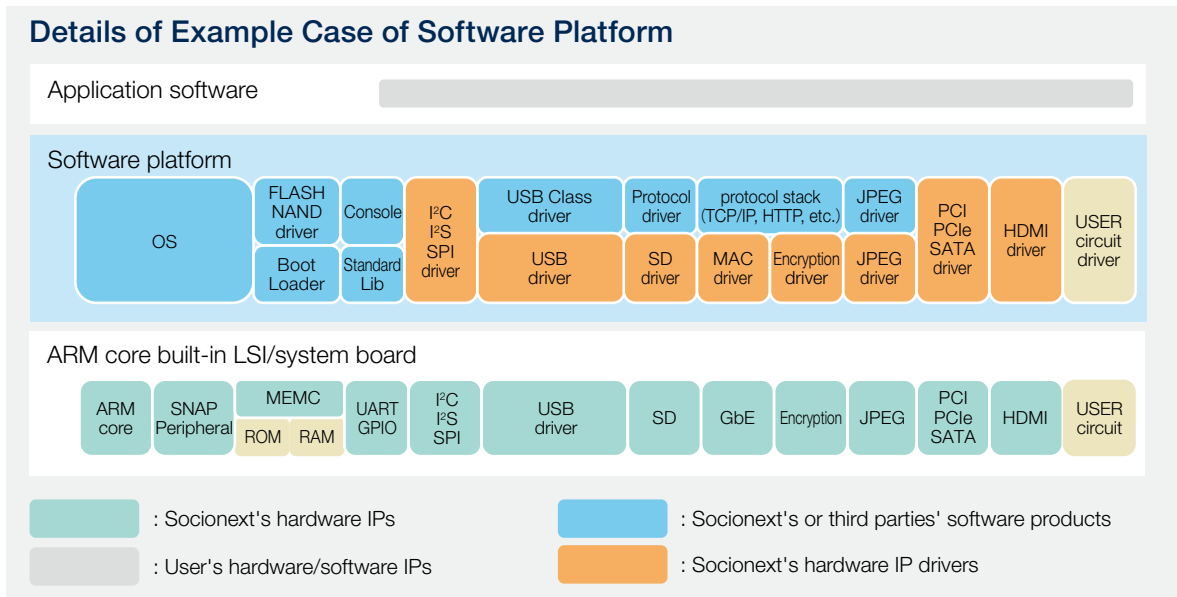 Details of Example Case of Software Platform
Application software
Software platform
OS
FLASH
NAND
driver
Boot
Loader
Console
Standard
Lib
I²C
I²S
SPI
driver
USB Class
driver
USB
driver
Protocol
driver
SD
driver
protocol stack
(TCP/IP, HTTP, etc.)
MAC
driver
Encryption
driver
JPEG
driver
JPEG
driver
PCI
PCIe
SATA
driver
HDMI
driver
USER
circuit
driver
ARM core built-in LSI/system board
ARM
core
SNAP
Peripheral
MEMC
ROM
RAM
UART
GPIO
I²C
I²S
SPI
USB
driver
SD
GbE
Encryption
JPEG
PCI
PCIe
SATA
HDMI
USER
circuit
: Socionext's hardware IPs
: Socionext's or third parties' software products
: User's hardware/software IPs
: Socionext's hardware IP drivers